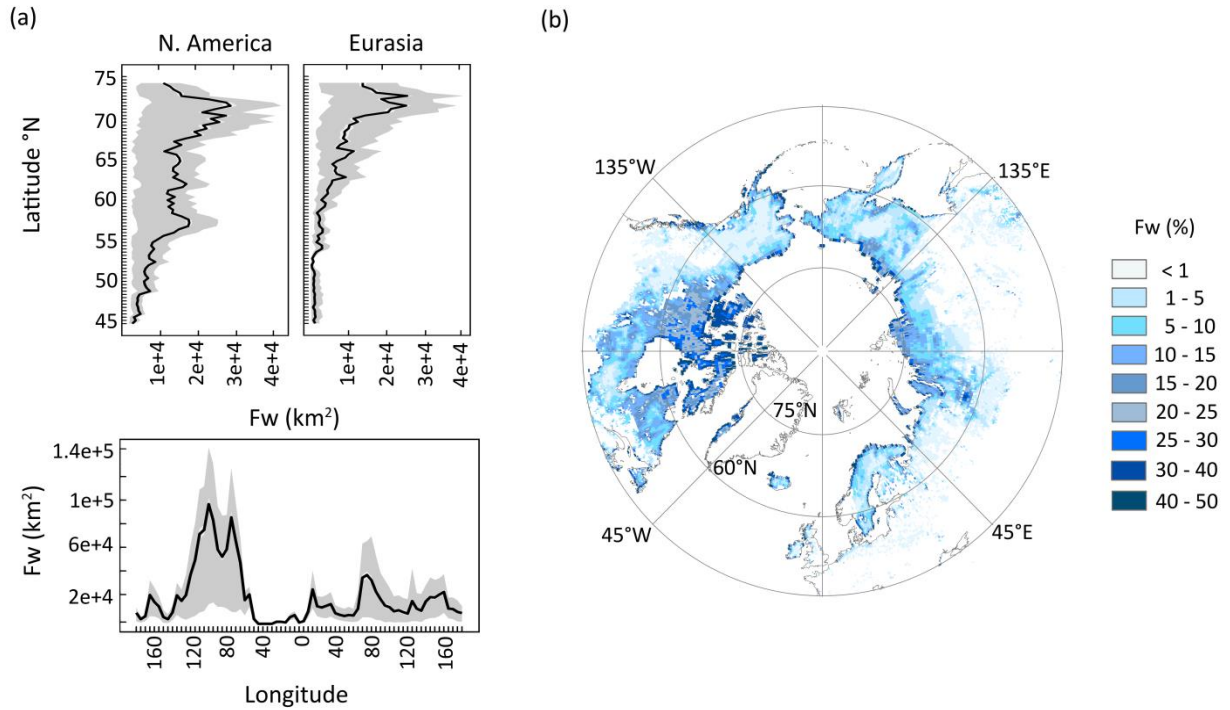 (a)
N. America
Eurasia
Latitude °N
75
70
65
60
55
50
45
1e+4
2e+4
3e+4
4e+4
1e+4
2e+4
3e+4
4e+4
Fw (km²)
Fw (km²)
1.4e+5
1e+5
6e+4
2e+4
160
120
80
40
0
40
80
120
160
Longitude
(b)
135°W
135°E
75°N
60°N
45°W
45°E
Fw (%)
< 1
1 - 5
5 - 10
10 - 15
15 - 20
20 - 25
25 - 30
30 - 40
40 - 50